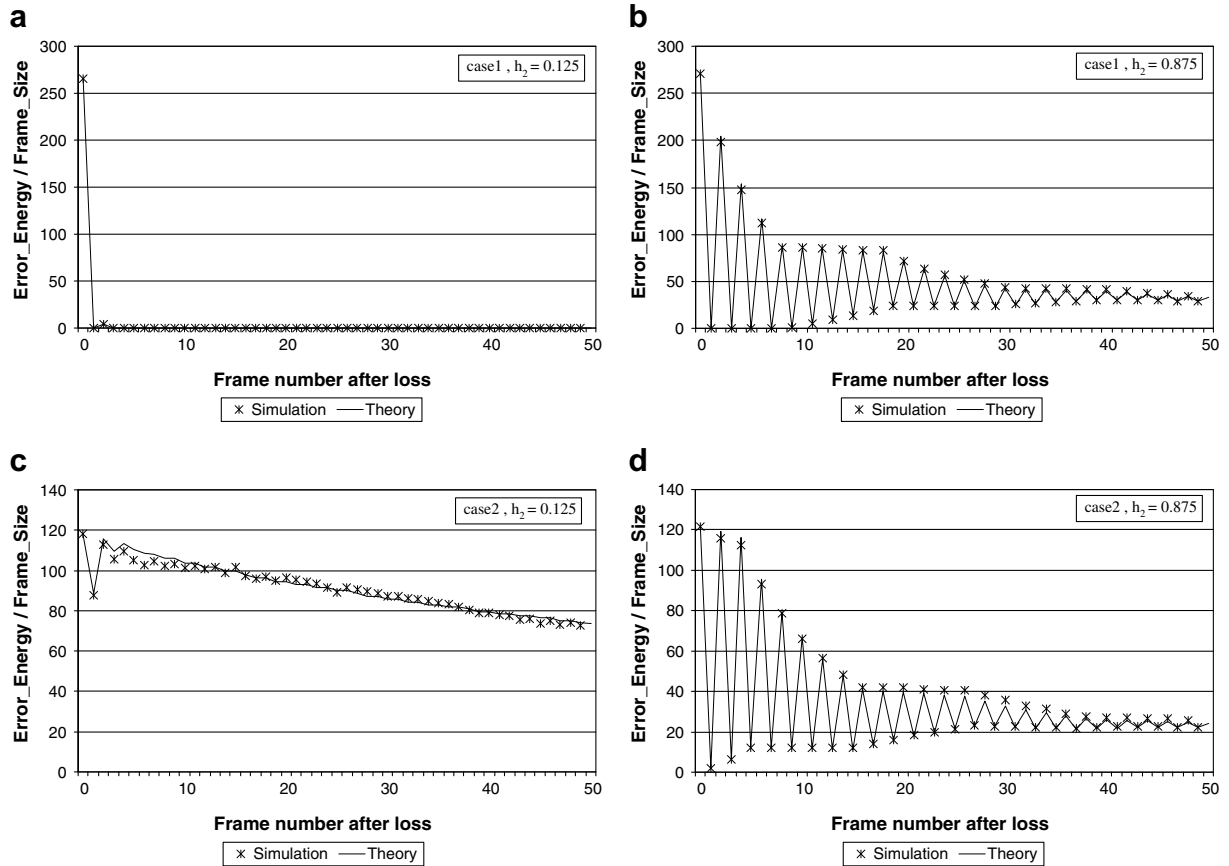 a
Error_Energy / Frame_Size
300
250
200
150
100
50
0
case1 , h2 = 0.125
0 10 20 30 40 50
Frame number after loss
Simulation Theory
b
Error_Energy / Frame_Size
300
250
200
150
100
50
0
case1 , h2 = 0.875
0 10 20 30 40 50
Frame number after loss
Simulation Theory
c
Error_Energy / Frame_Size
140
120
100
80
60
40
20
0
case2 , h2 = 0.125
0 10 20 30 40 50
Frame number after loss
Simulation Theory
d
Error_Energy / Frame_Size
140
120
100
80
60
40
20
0
case2 , h2 = 0.875
0 10 20 30 40 50
Frame number after loss
Simulation Theory